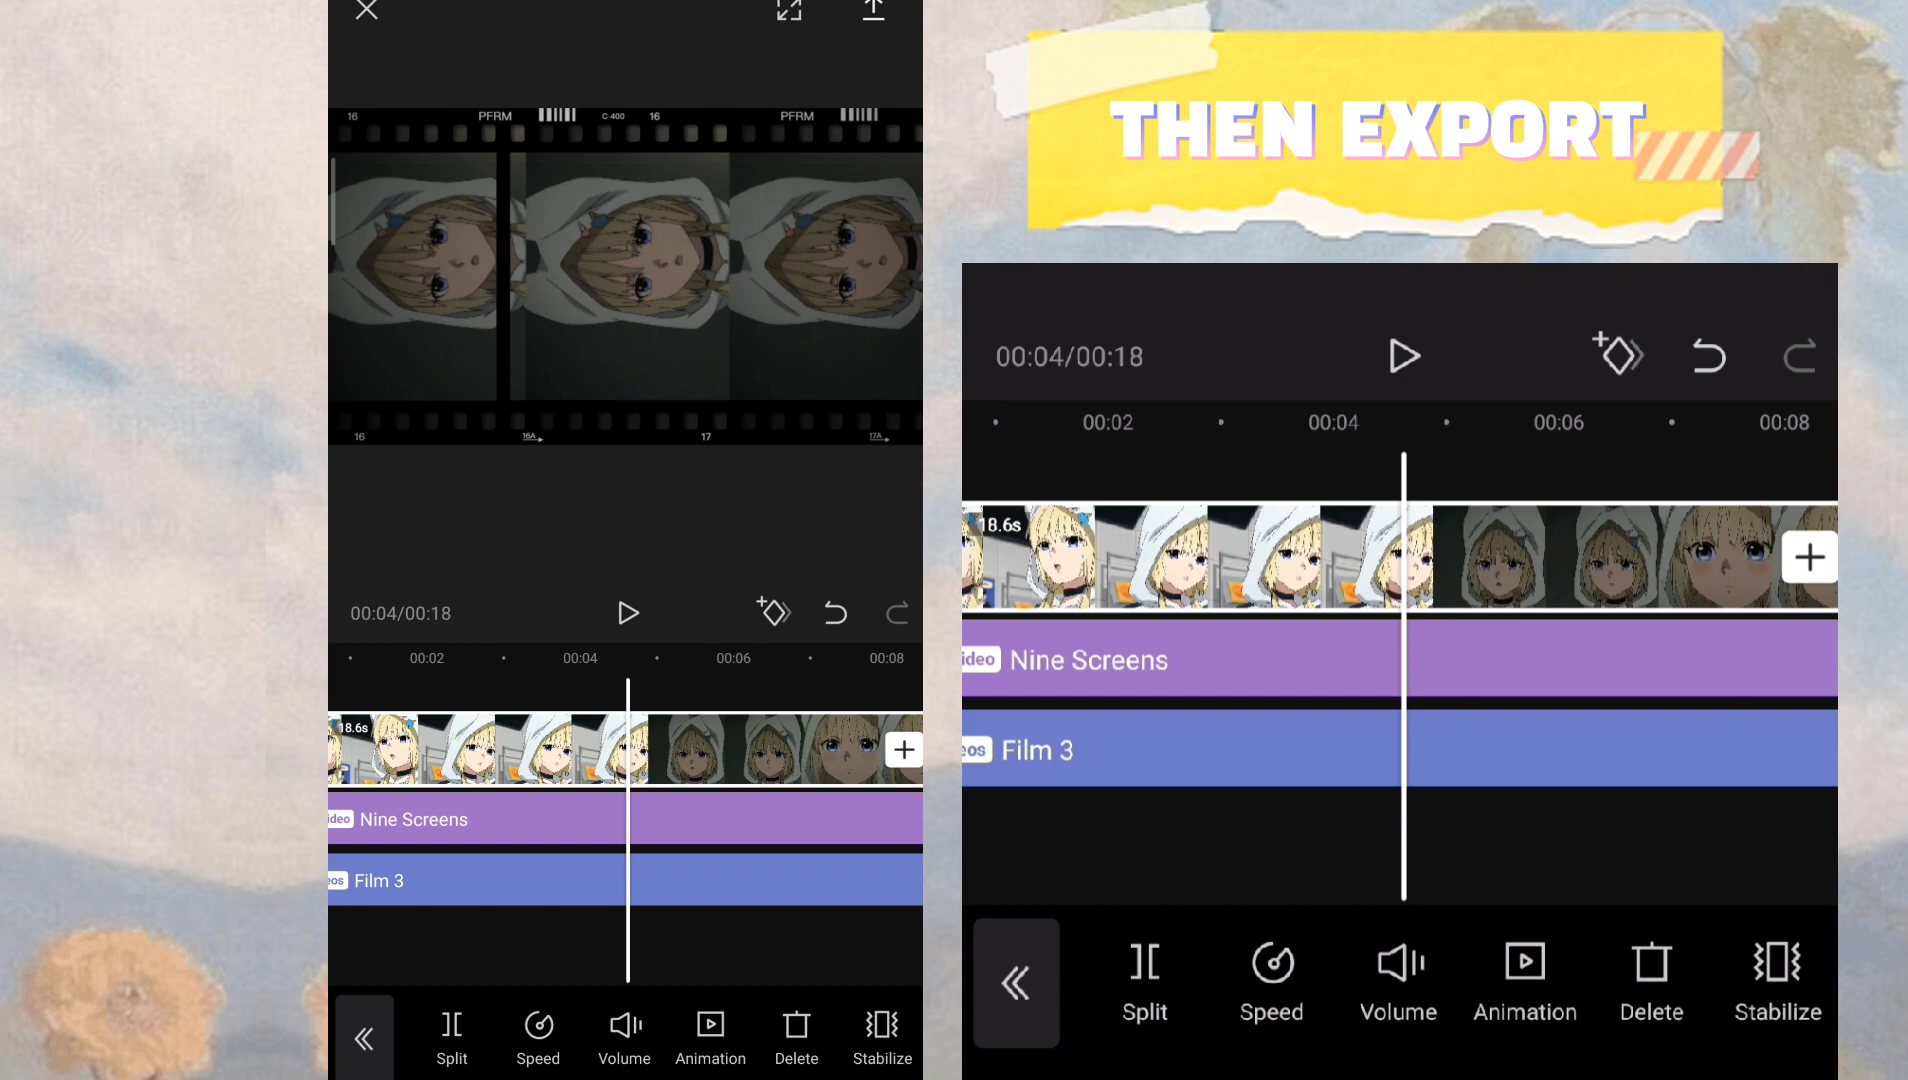 16 PFRM C·400 16 PFRM
16 16A 17 17A
00:04/00:18
00:02 00:04 00:06 00:08
18.6s
ideo Nine Screens
eos Film 3
Split Speed Volume Animation Delete Stabilize
THEN EXPORT
00:04/00:18
00:02 00:04 00:06 00:08
18.6s
ideo Nine Screens
eos Film 3
Split Speed Volume Animation Delete Stabilize